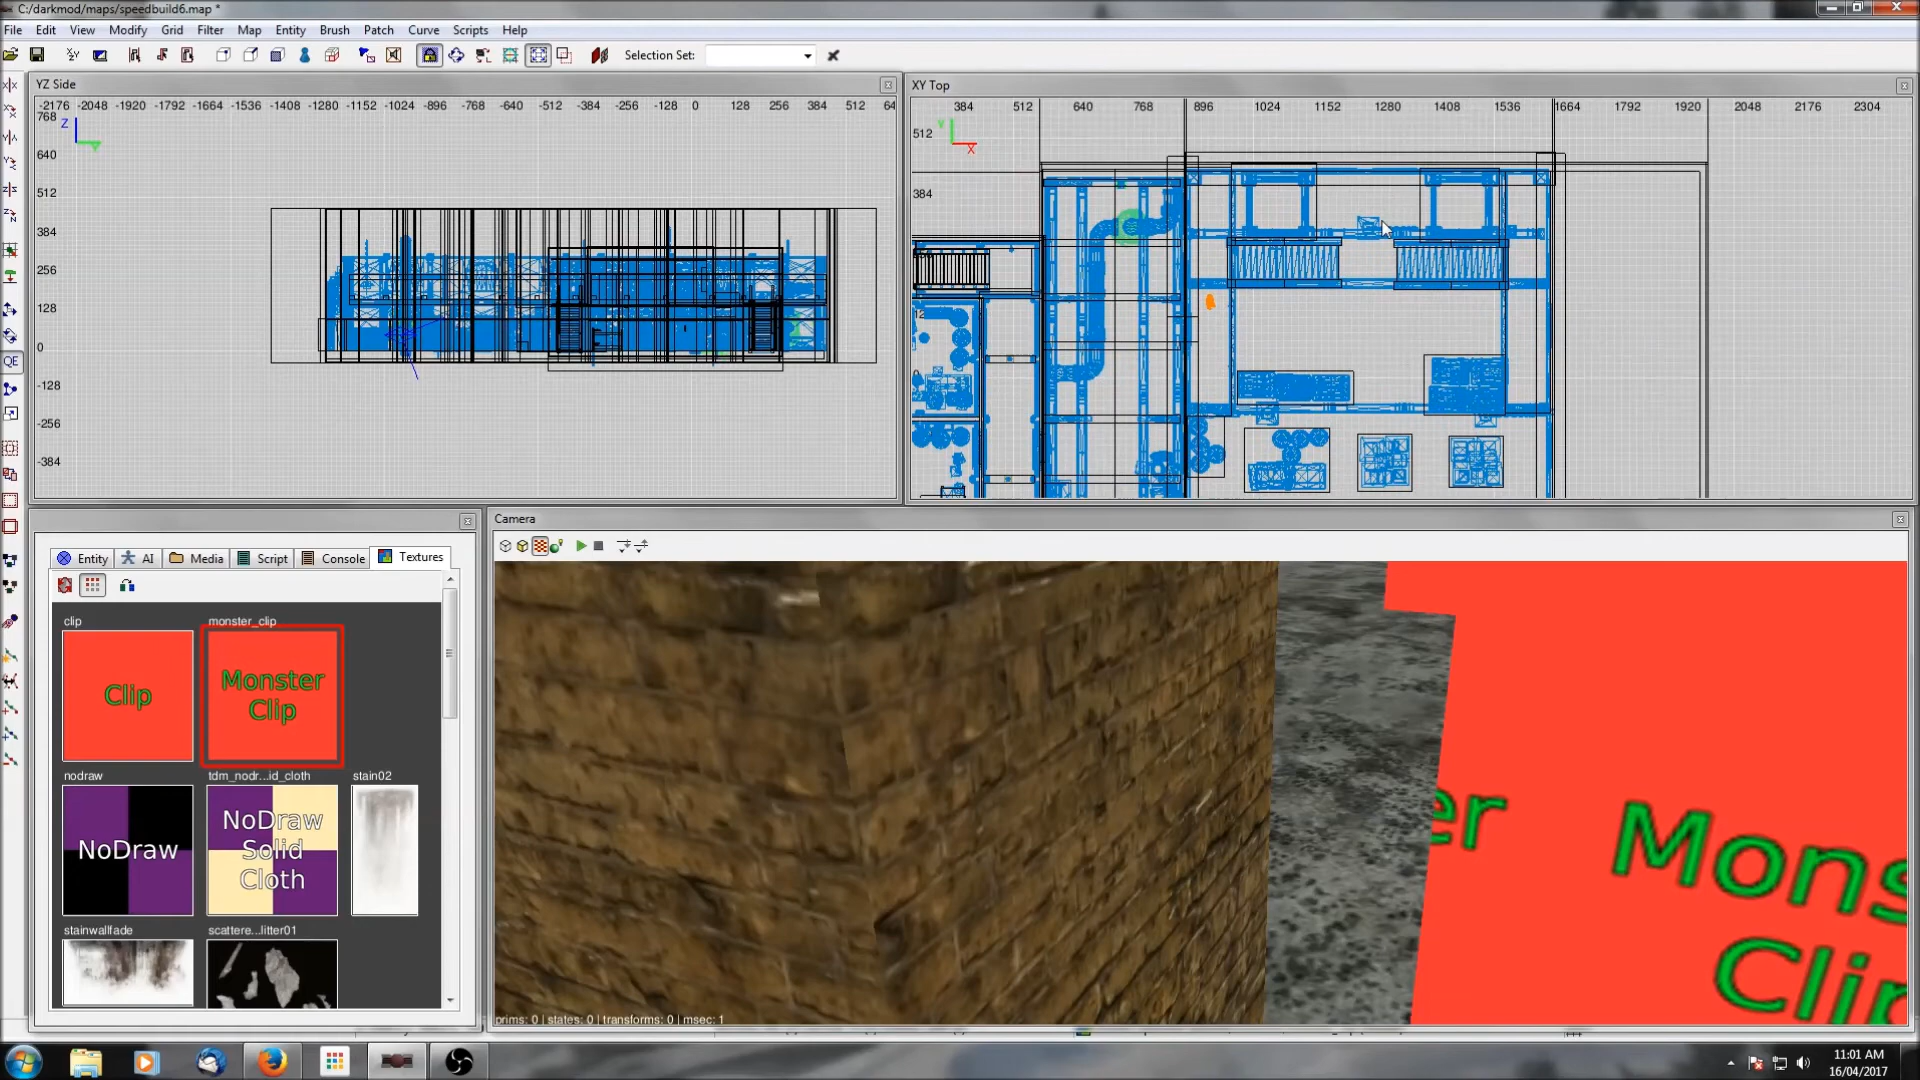 C:/darkmod/maps/speedbuild6.map *
File Edit View Modify Grid Filter Map Entity Brush Patch Curve Scripts Help
Selection Set:
YZ Side
-2176 -2048 -1920 -1792 -1664 -1536 -1408 -1280 -1152 -1024 -896 -768 -640 -512 -384 -256 -128 0 128 256 384 512 64
768
Z
Y
640
512
384
256
128
0
-128
-256
-384
XY Top
384 512 640 768 896 1024 1152 1280 1408 1536 1664 1792 1920 2048 2176 2304
512
Y
X
384
QE
Entity AI Media Script Console Textures
clip monster_clip
Clip
Monster
Clip
nodraw tdm_nodr...id_cloth stain02
NoDraw
NoDraw
Solid
Cloth
stainwallfade scattere...litter01
Camera
er
Mons
Clip
prims: 0 | states: 0 | transforms: 0 | msec: 1
11:01 AM
16/04/2017